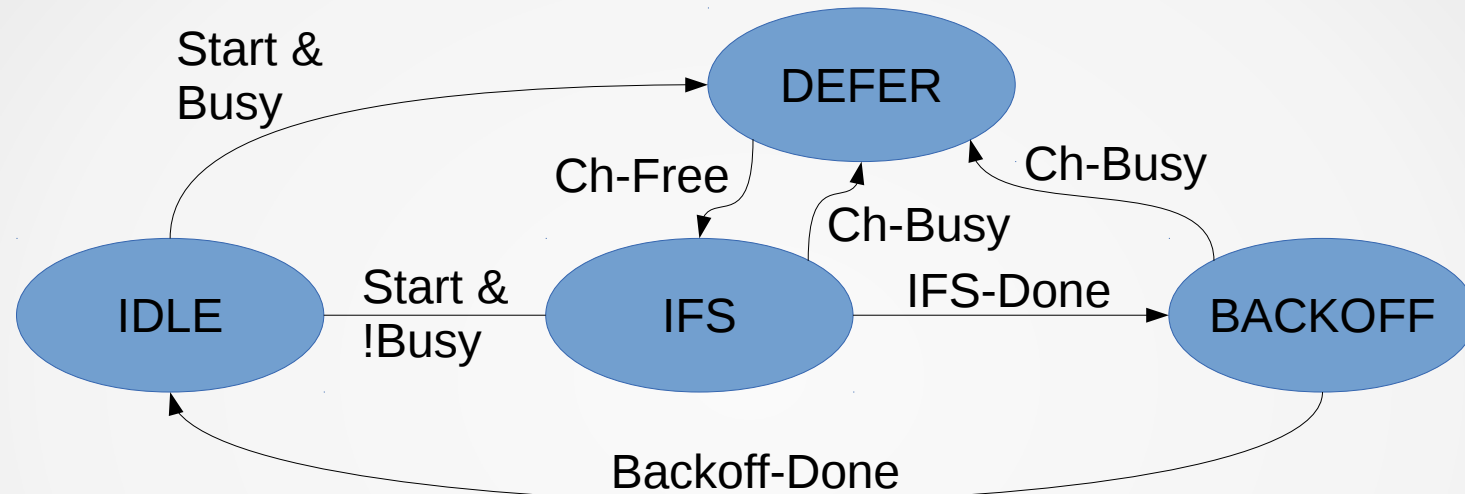 Start &
Busy
DEFER
Ch-Free
Ch-Busy
Ch-Busy
IDLE
Start &
!Busy
IFS
IFS-Done
BACKOFF
Backoff-Done